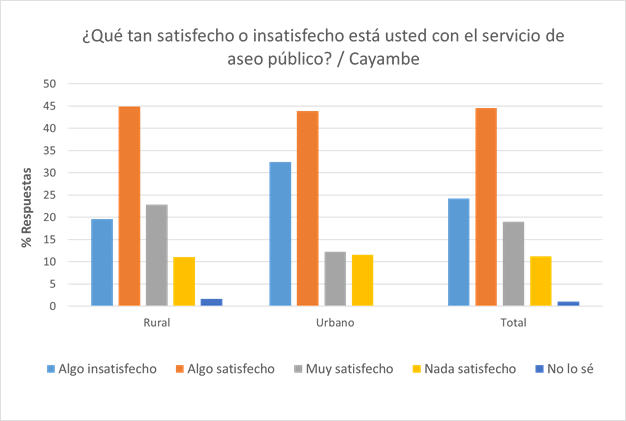 ¿Qué tan satisfecho o insatisfecho está usted con el servicio de
aseo público? / Cayambe
% Respuestas
50
45
40
35
30
25
20
15
10
5
0
Rural Urbano Total
Algo insatisfecho Algo satisfecho Muy satisfecho Nada satisfecho No lo sé